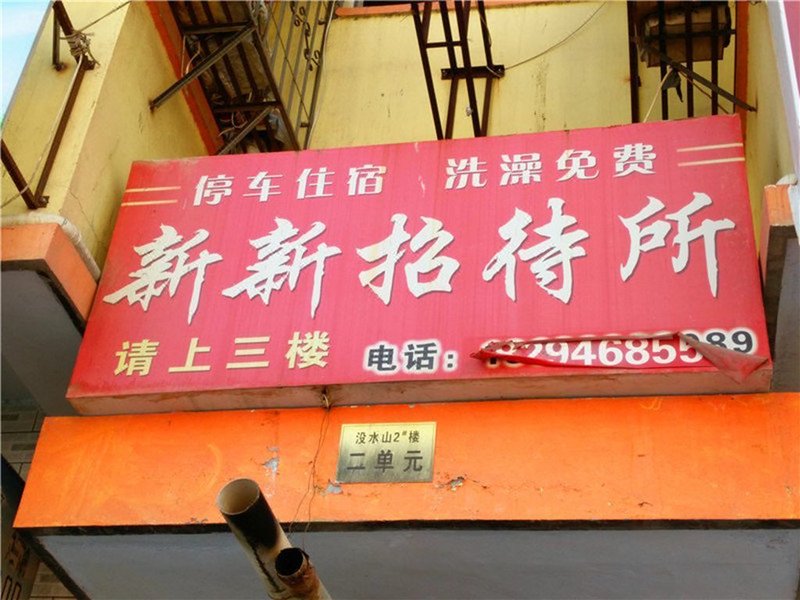 停车住宿 洗澡免费
新新招待所
请上三楼 电话:
没水山2#楼
二单元